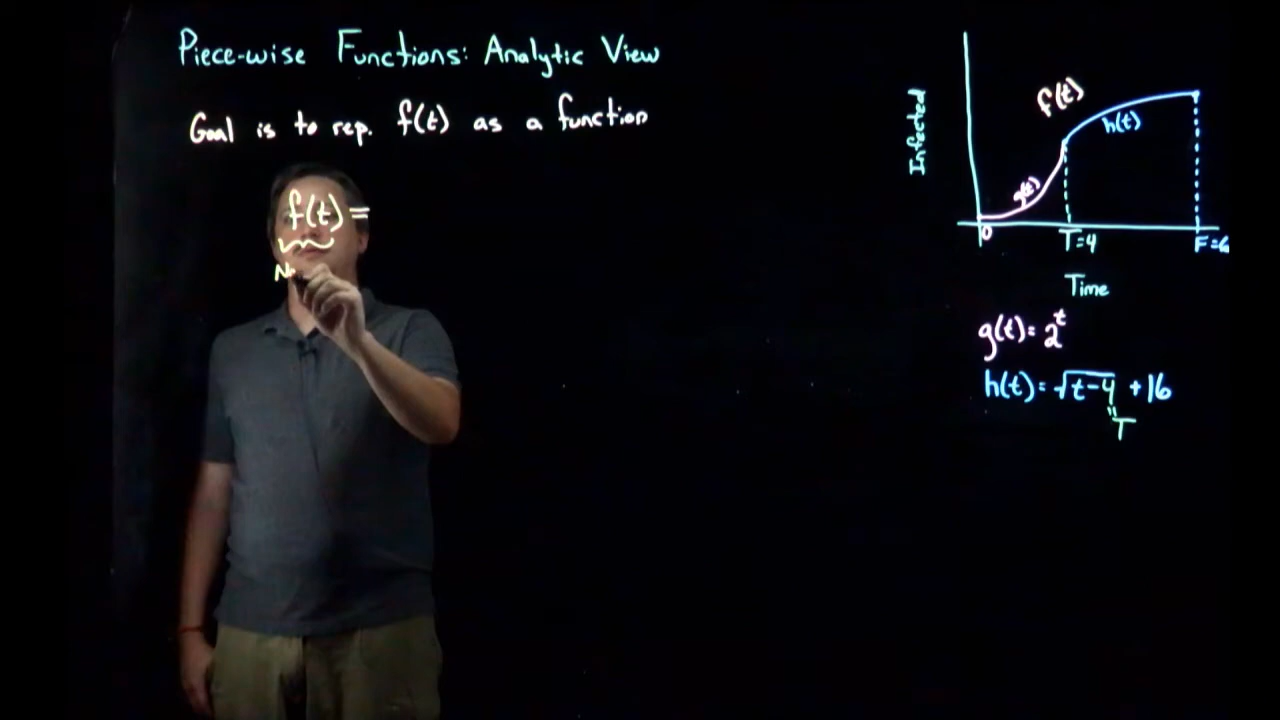 Piece-wise Functions: Analytic View
Goal is to rep. f(t) as a function
f(t) =
Infected
f(t)
g(t)
h(t)
0
T=4
F=6
Time
g(t) = 2^t
h(t) = √t-4 + 16
"
T